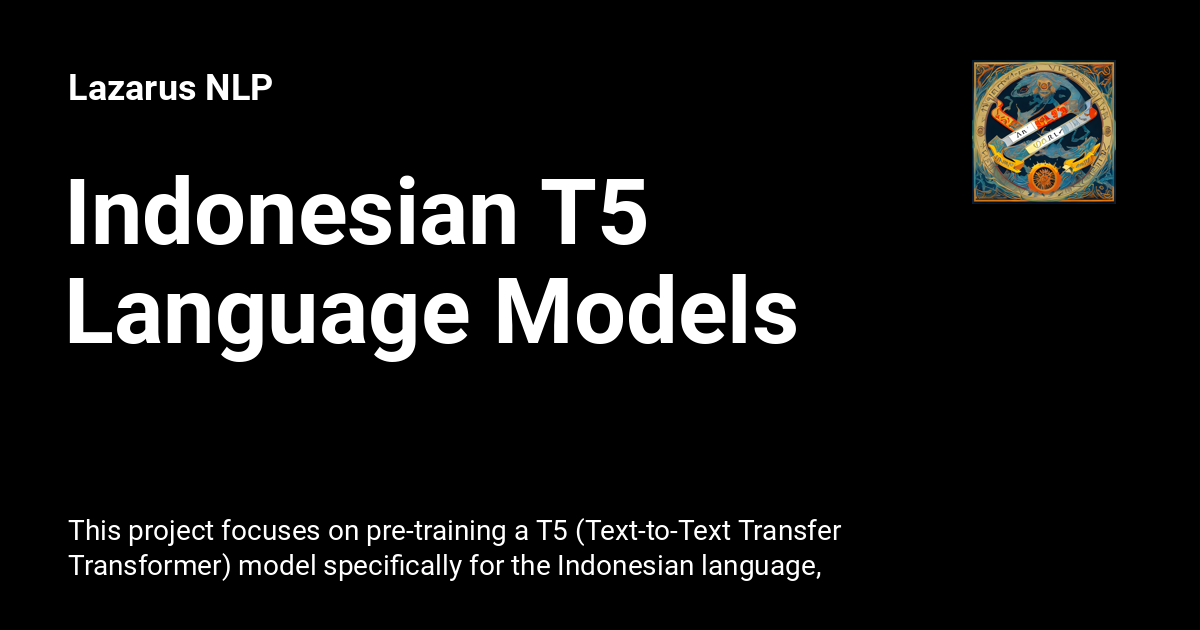 Lazarus NLP
Indonesian T5
Language Models
This project focuses on pre-training a T5 (Text-to-Text Transfer
Transformer) model specifically for the Indonesian language,